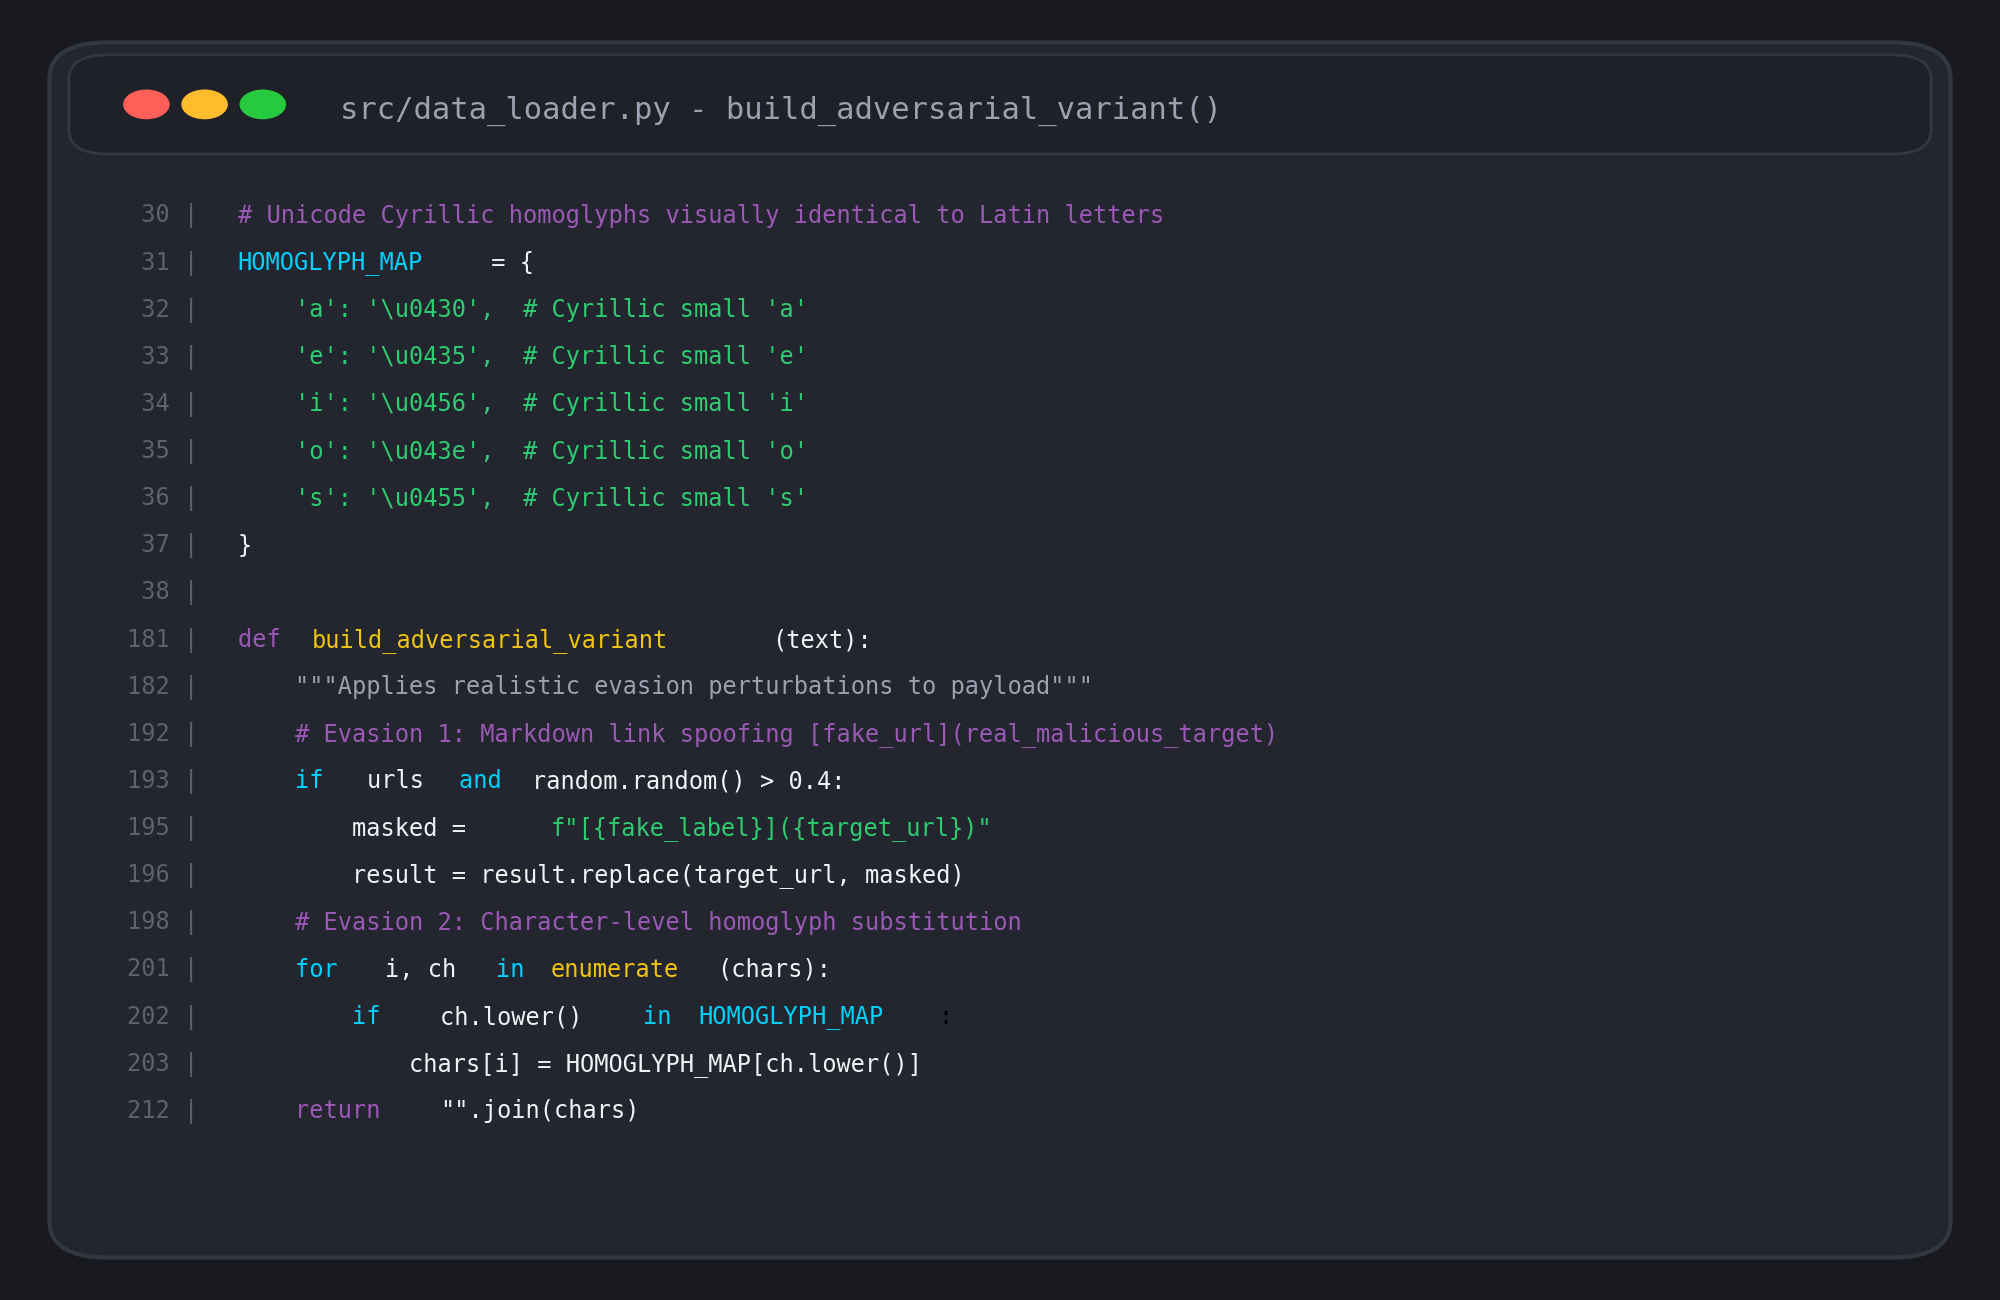 src/data_loader.py - build_adversarial_variant()
30 | # Unicode Cyrillic homoglyphs visually identical to Latin letters
31 | HOMOGLYPH_MAP = {
32 |     'a': '\u0430',  # Cyrillic small 'a'
33 |     'e': '\u0435',  # Cyrillic small 'e'
34 |     'i': '\u0456',  # Cyrillic small 'i'
35 |     'o': '\u043e',  # Cyrillic small 'o'
36 |     's': '\u0455',  # Cyrillic small 's'
37 | }
38 |
181 | def build_adversarial_variant (text):
182 |     """Applies realistic evasion perturbations to payload"""
192 |     # Evasion 1: Markdown link spoofing [fake_url](real_malicious_target)
193 |     if urls and random.random() > 0.4:
195 |         masked = f"[{fake_label}]({target_url})"
196 |         result = result.replace(target_url, masked)
198 |     # Evasion 2: Character-level homoglyph substitution
201 |     for i, ch in enumerate (chars):
202 |         if ch.lower() in HOMOGLYPH_MAP :
203 |             chars[i] = HOMOGLYPH_MAP[ch.lower()]
212 |     return "".join(chars)